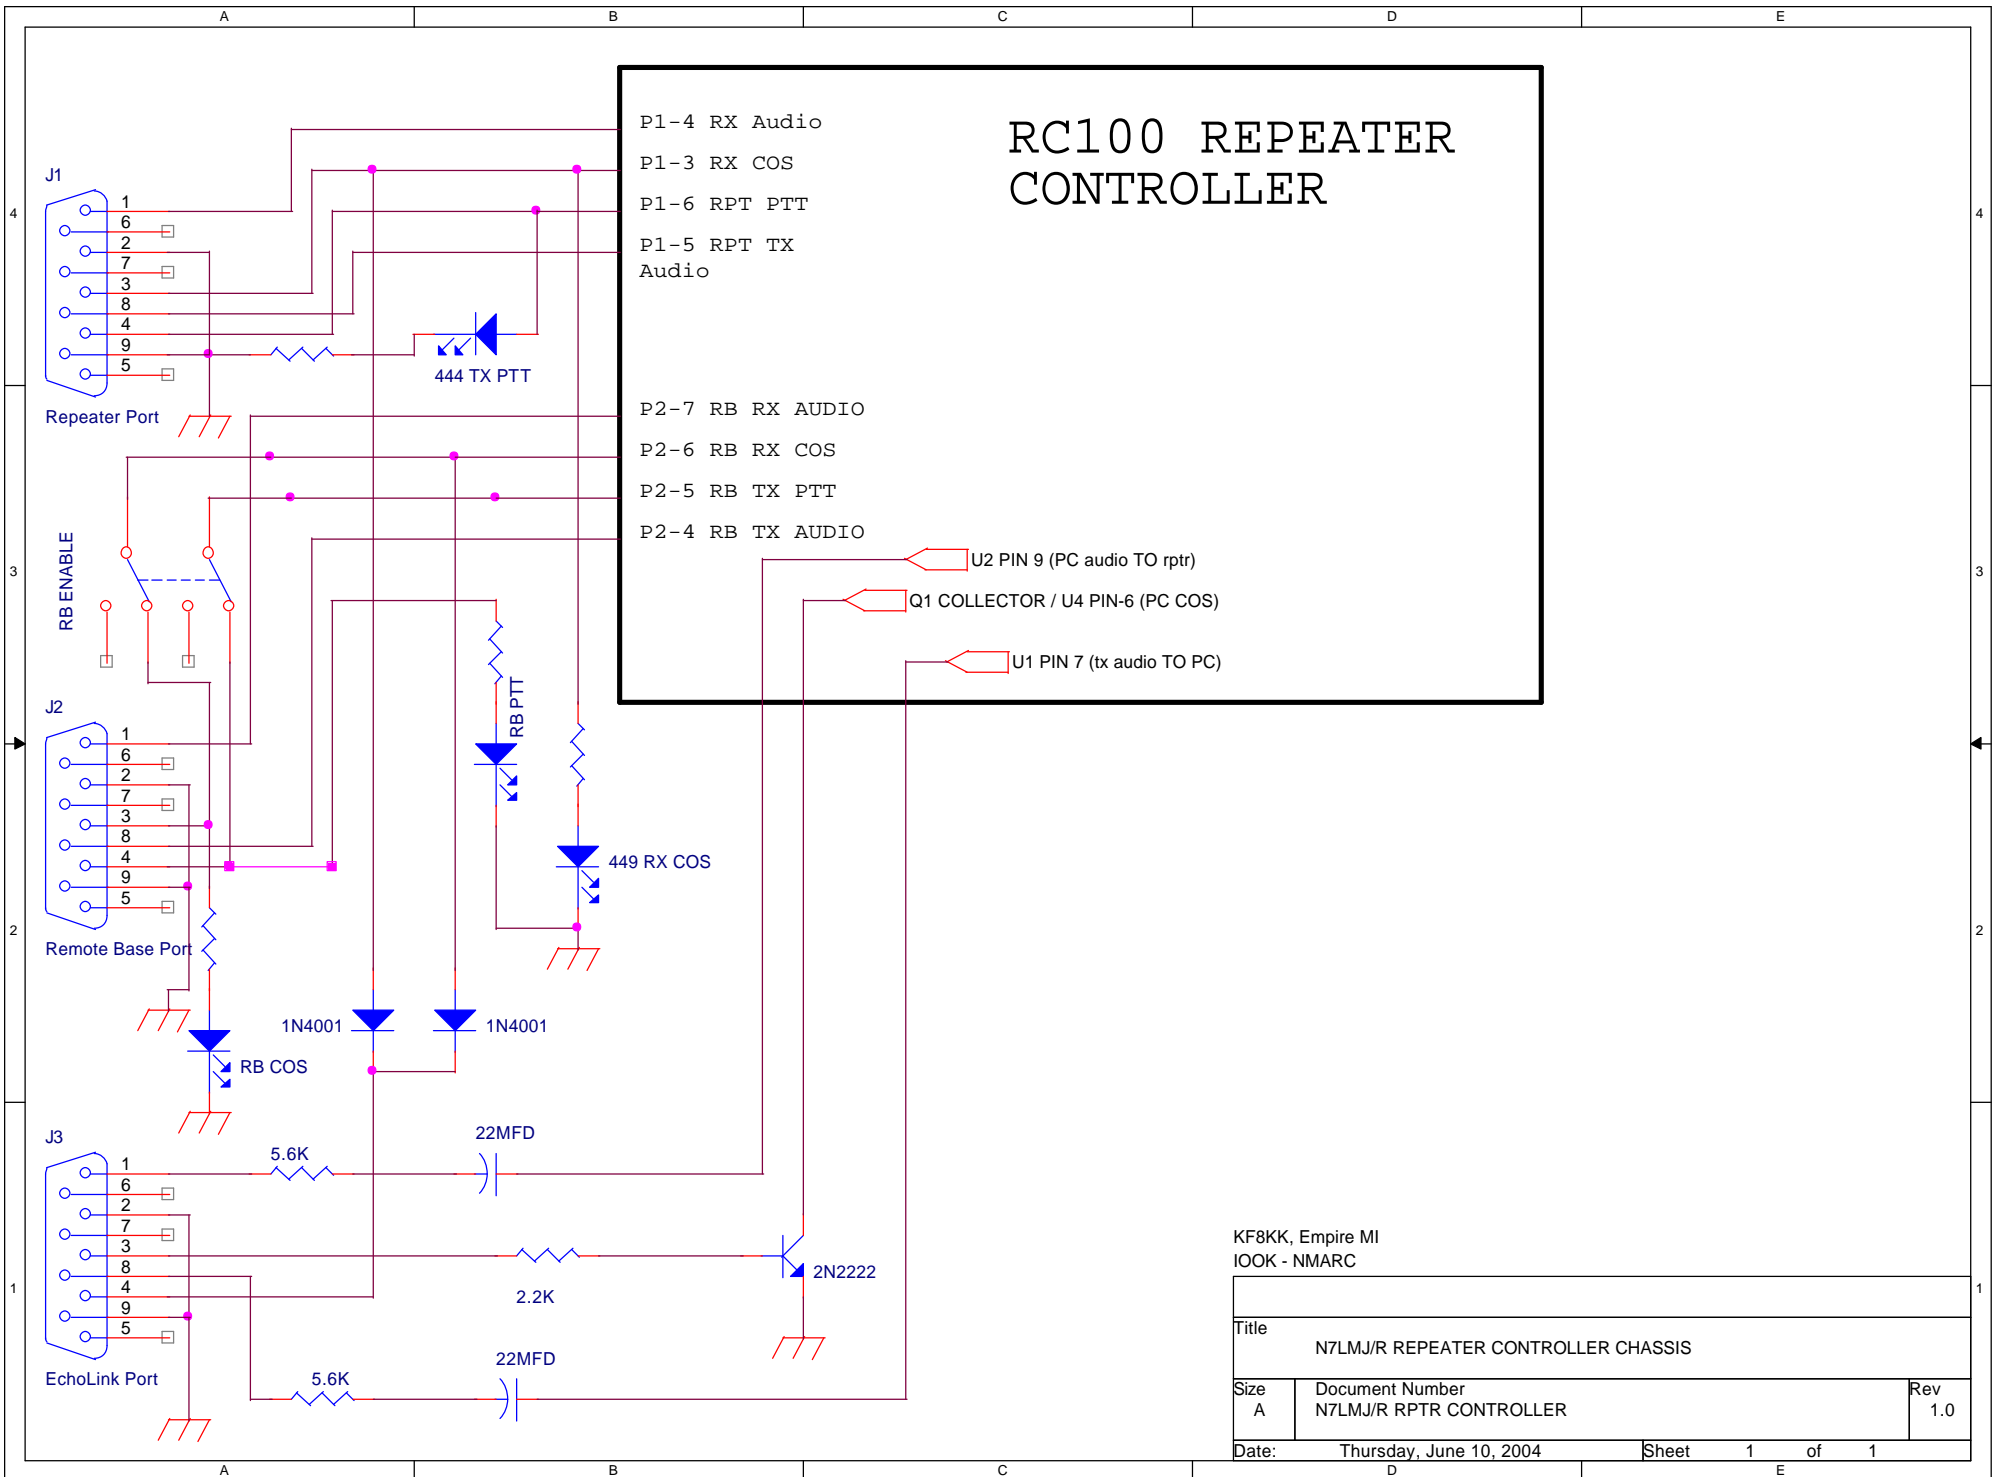 A B C D E
RC100 REPEATER
CONTROLLER
P1-4 RX Audio
P1-3 RX COS
P1-6 RPT PTT
P1-5 RPT TX
Audio
P2-7 RB RX AUDIO
P2-6 RB RX COS
P2-5 RB TX PTT
P2-4 RB TX AUDIO
U2 PIN 9 (PC audio TO rptr)
Q1 COLLECTOR / U4 PIN-6 (PC COS)
U1 PIN 7 (tx audio TO PC)
4
4
J1
1
6
2
7
3
8
4
9
5
Repeater Port
444 TX PTT
3
3
RB ENABLE
RB PTT
J2
1
6
2
7
3
8
4
9
5
Remote Base Port
449 RX COS
2
2
1N4001
1N4001
RB COS
J3
1
6
2
7
3
8
4
9
5
EchoLink Port
5.6K
22MFD
2.2K
2N2222
5.6K
22MFD
1
1
KF8KK, Empire MI
IOOK - NMARC
Title
N7LMJ/R REPEATER CONTROLLER CHASSIS
Size
A
Document Number
N7LMJ/R RPTR CONTROLLER
Rev
1.0
Date: Thursday, June 10, 2004
Sheet 1 of 1
A B C D E